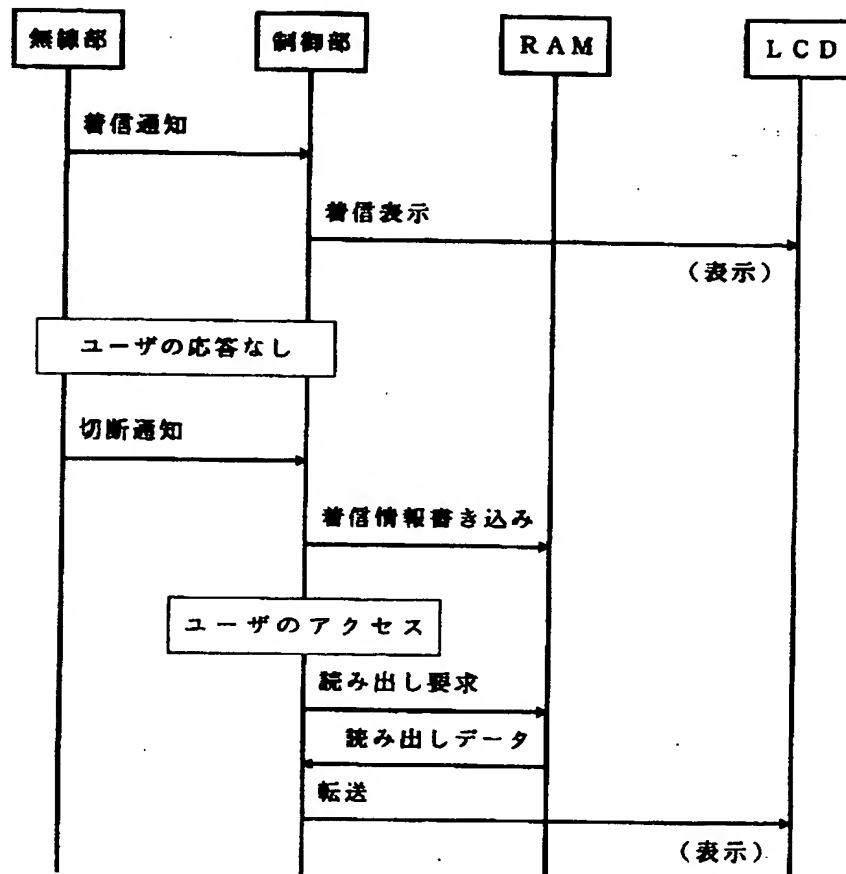 無線部
制御部
RAM
LCD
着信通知
着信表示
(表示)
ユーザの応答なし
切断通知
着信情報書き込み
ユーザのアクセス
読み出し要求
読み出しデータ
転送
(表示)